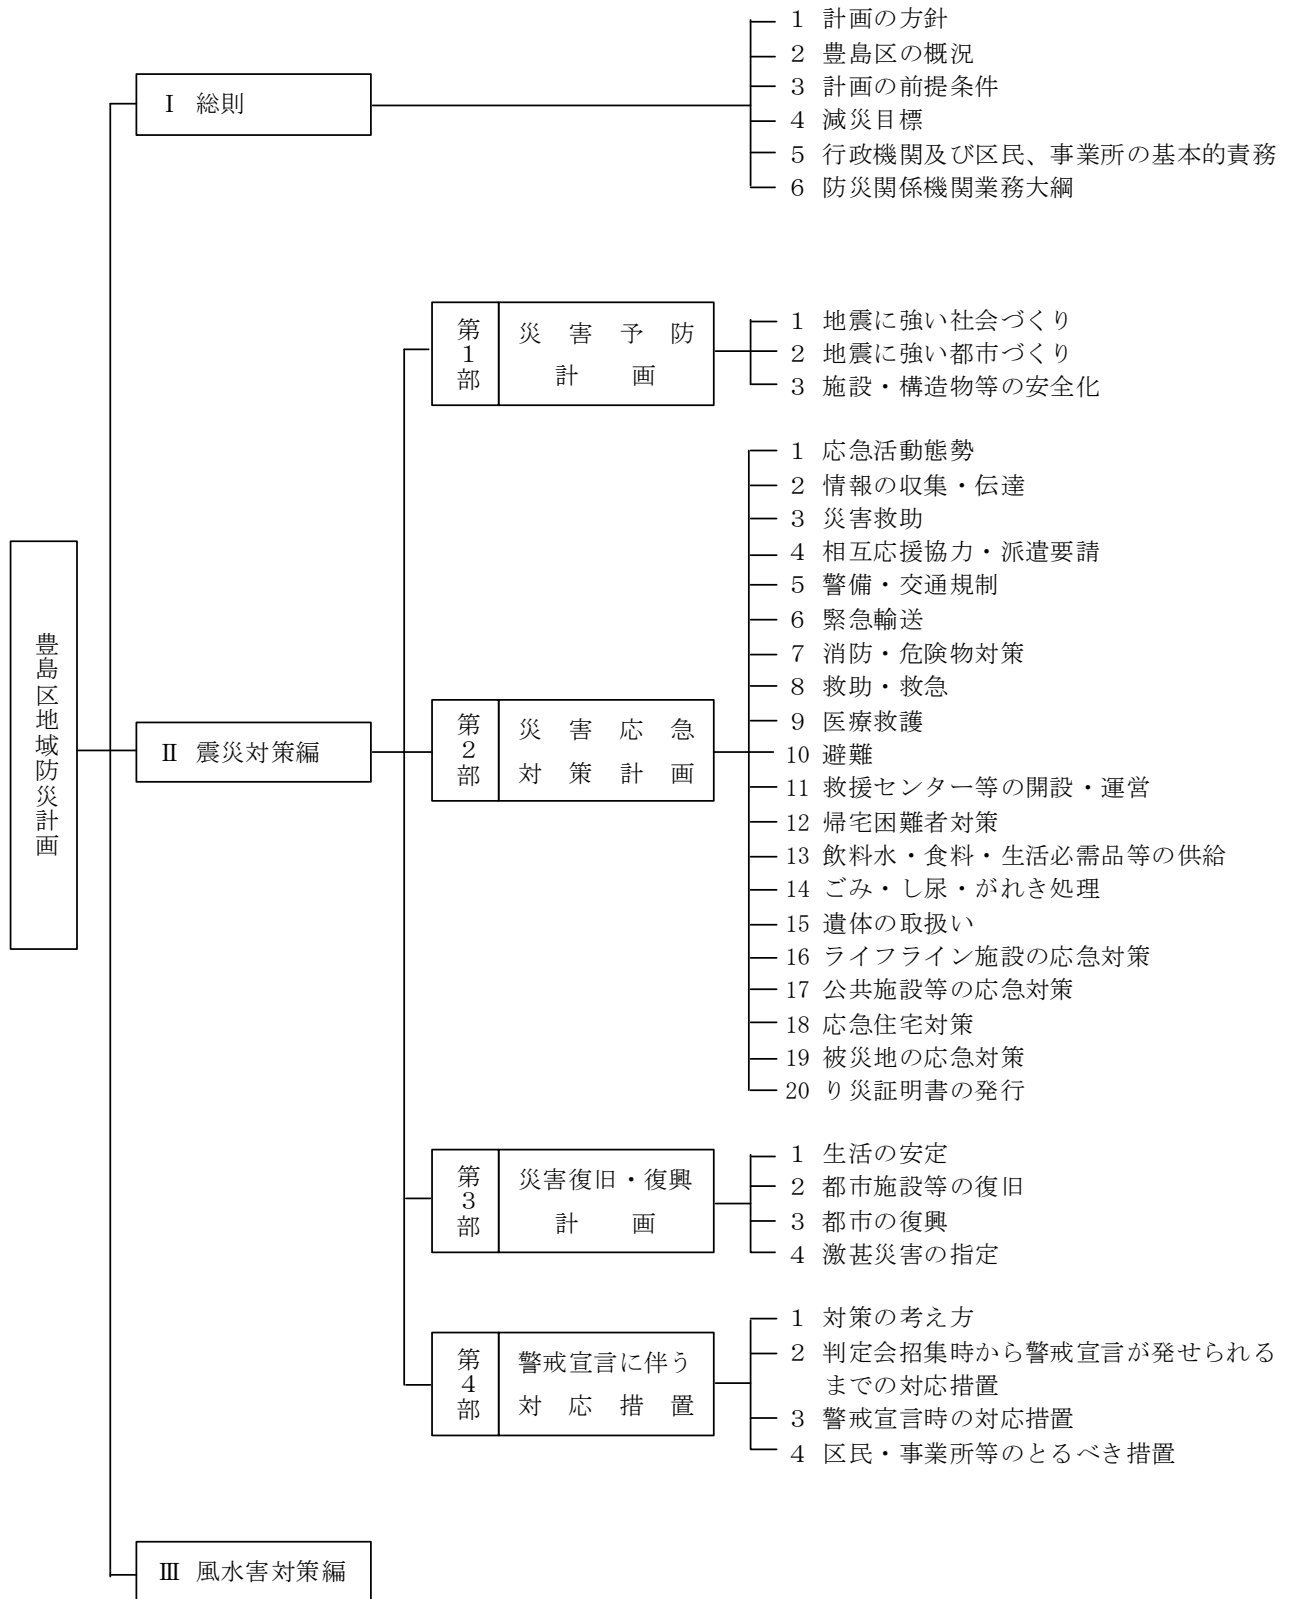 豊島区地域防災計画
Ⅰ 総則
1 計画の方針
2 豊島区の概況
3 計画の前提条件
4 減災目標
5 行政機関及び区民、事業所の基本的責務
6 防災関係機関業務大綱
Ⅱ 震災対策編
第1部
災害予防
計画
1 地震に強い社会づくり
2 地震に強い都市づくり
3 施設・構造物等の安全化
第2部
災害応急
対策計画
1 応急活動態勢
2 情報の収集・伝達
3 災害救助
4 相互応援協力・派遣要請
5 警備・交通規制
6 緊急輸送
7 消防・危険物対策
8 救助・救急
9 医療救護
10 避難
11 救援センター等の開設・運営
12 帰宅困難者対策
13 飲料水・食料・生活必需品等の供給
14 ごみ・し尿・がれき処理
15 遺体の取扱い
16 ライフライン施設の応急対策
17 公共施設等の応急対策
18 応急住宅対策
19 被災地の応急対策
20 り災証明書の発行
第3部
災害復旧・復興
計画
1 生活の安定
2 都市施設等の復旧
3 都市の復興
4 激甚災害の指定
第4部
警戒宣言に伴う
対応措置
1 対策の考え方
2 判定会招集時から警戒宣言が発せられる
までの対応措置
3 警戒宣言時の対応措置
4 区民・事業所等のとるべき措置
Ⅲ 風水害対策編